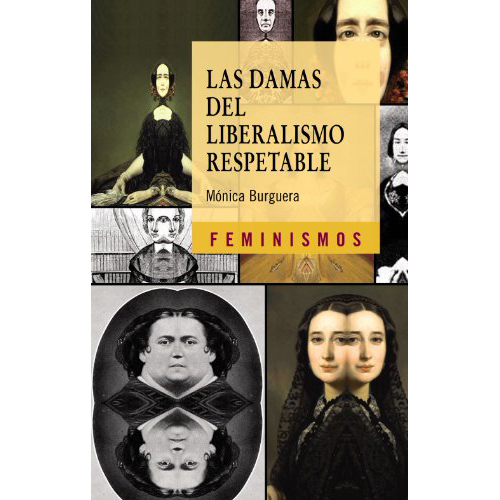 LAS DAMAS
DEL
LIBERALISMO
RESPETABLE
Mónica Burguera
FEMINISMOS